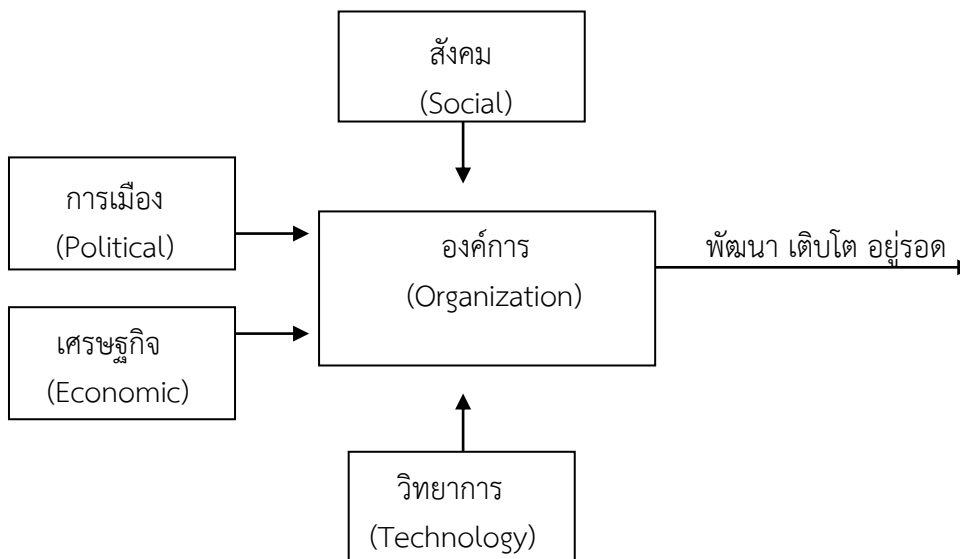 สังคม
(Social)
การเมือง
(Political)
องค์การ
(Organization)
พัฒนา เติบโต อยู่รอด
เศรษฐกิจ
(Economic)
วิทยาการ
(Technology)